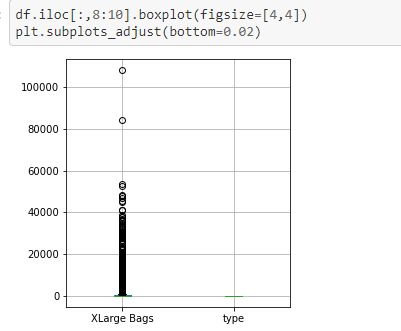 df.iloc[:,8:10].boxplot(figsize=[4,4])
plt.subplots_adjust(bottom=0.02)
100000
80000
60000
40000
20000
0
XLarge Bags
type